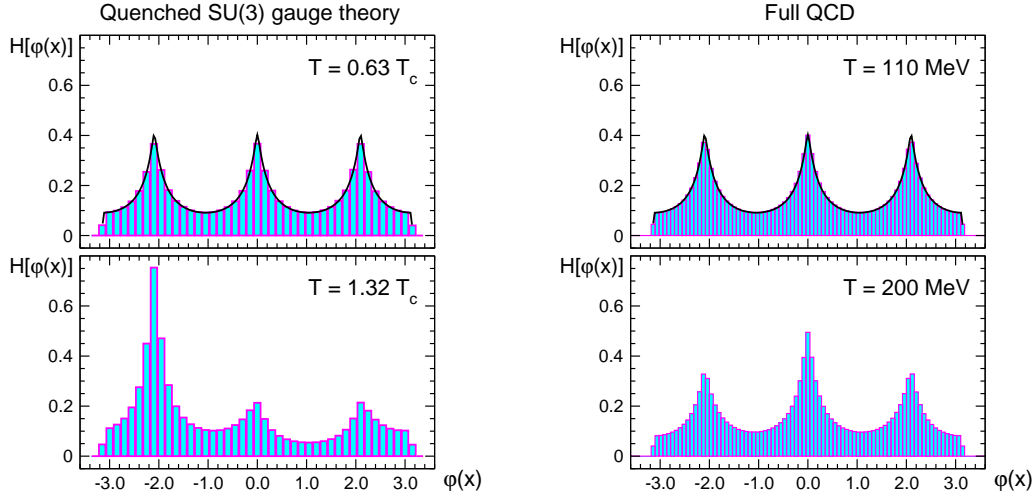 Quenched SU(3) gauge theory
H[φ(x)]
0.6
0.4
0.2
0
T = 0.63 T_c
H[φ(x)]
0.6
0.4
0.2
0
T = 1.32 T_c
-3.0 -2.0 -1.0 0.0 1.0 2.0 3.0 φ(x)
Full QCD
H[φ(x)]
0.6
0.4
0.2
0
T = 110 MeV
H[φ(x)]
0.6
0.4
0.2
0
T = 200 MeV
-3.0 -2.0 -1.0 0.0 1.0 2.0 3.0 φ(x)